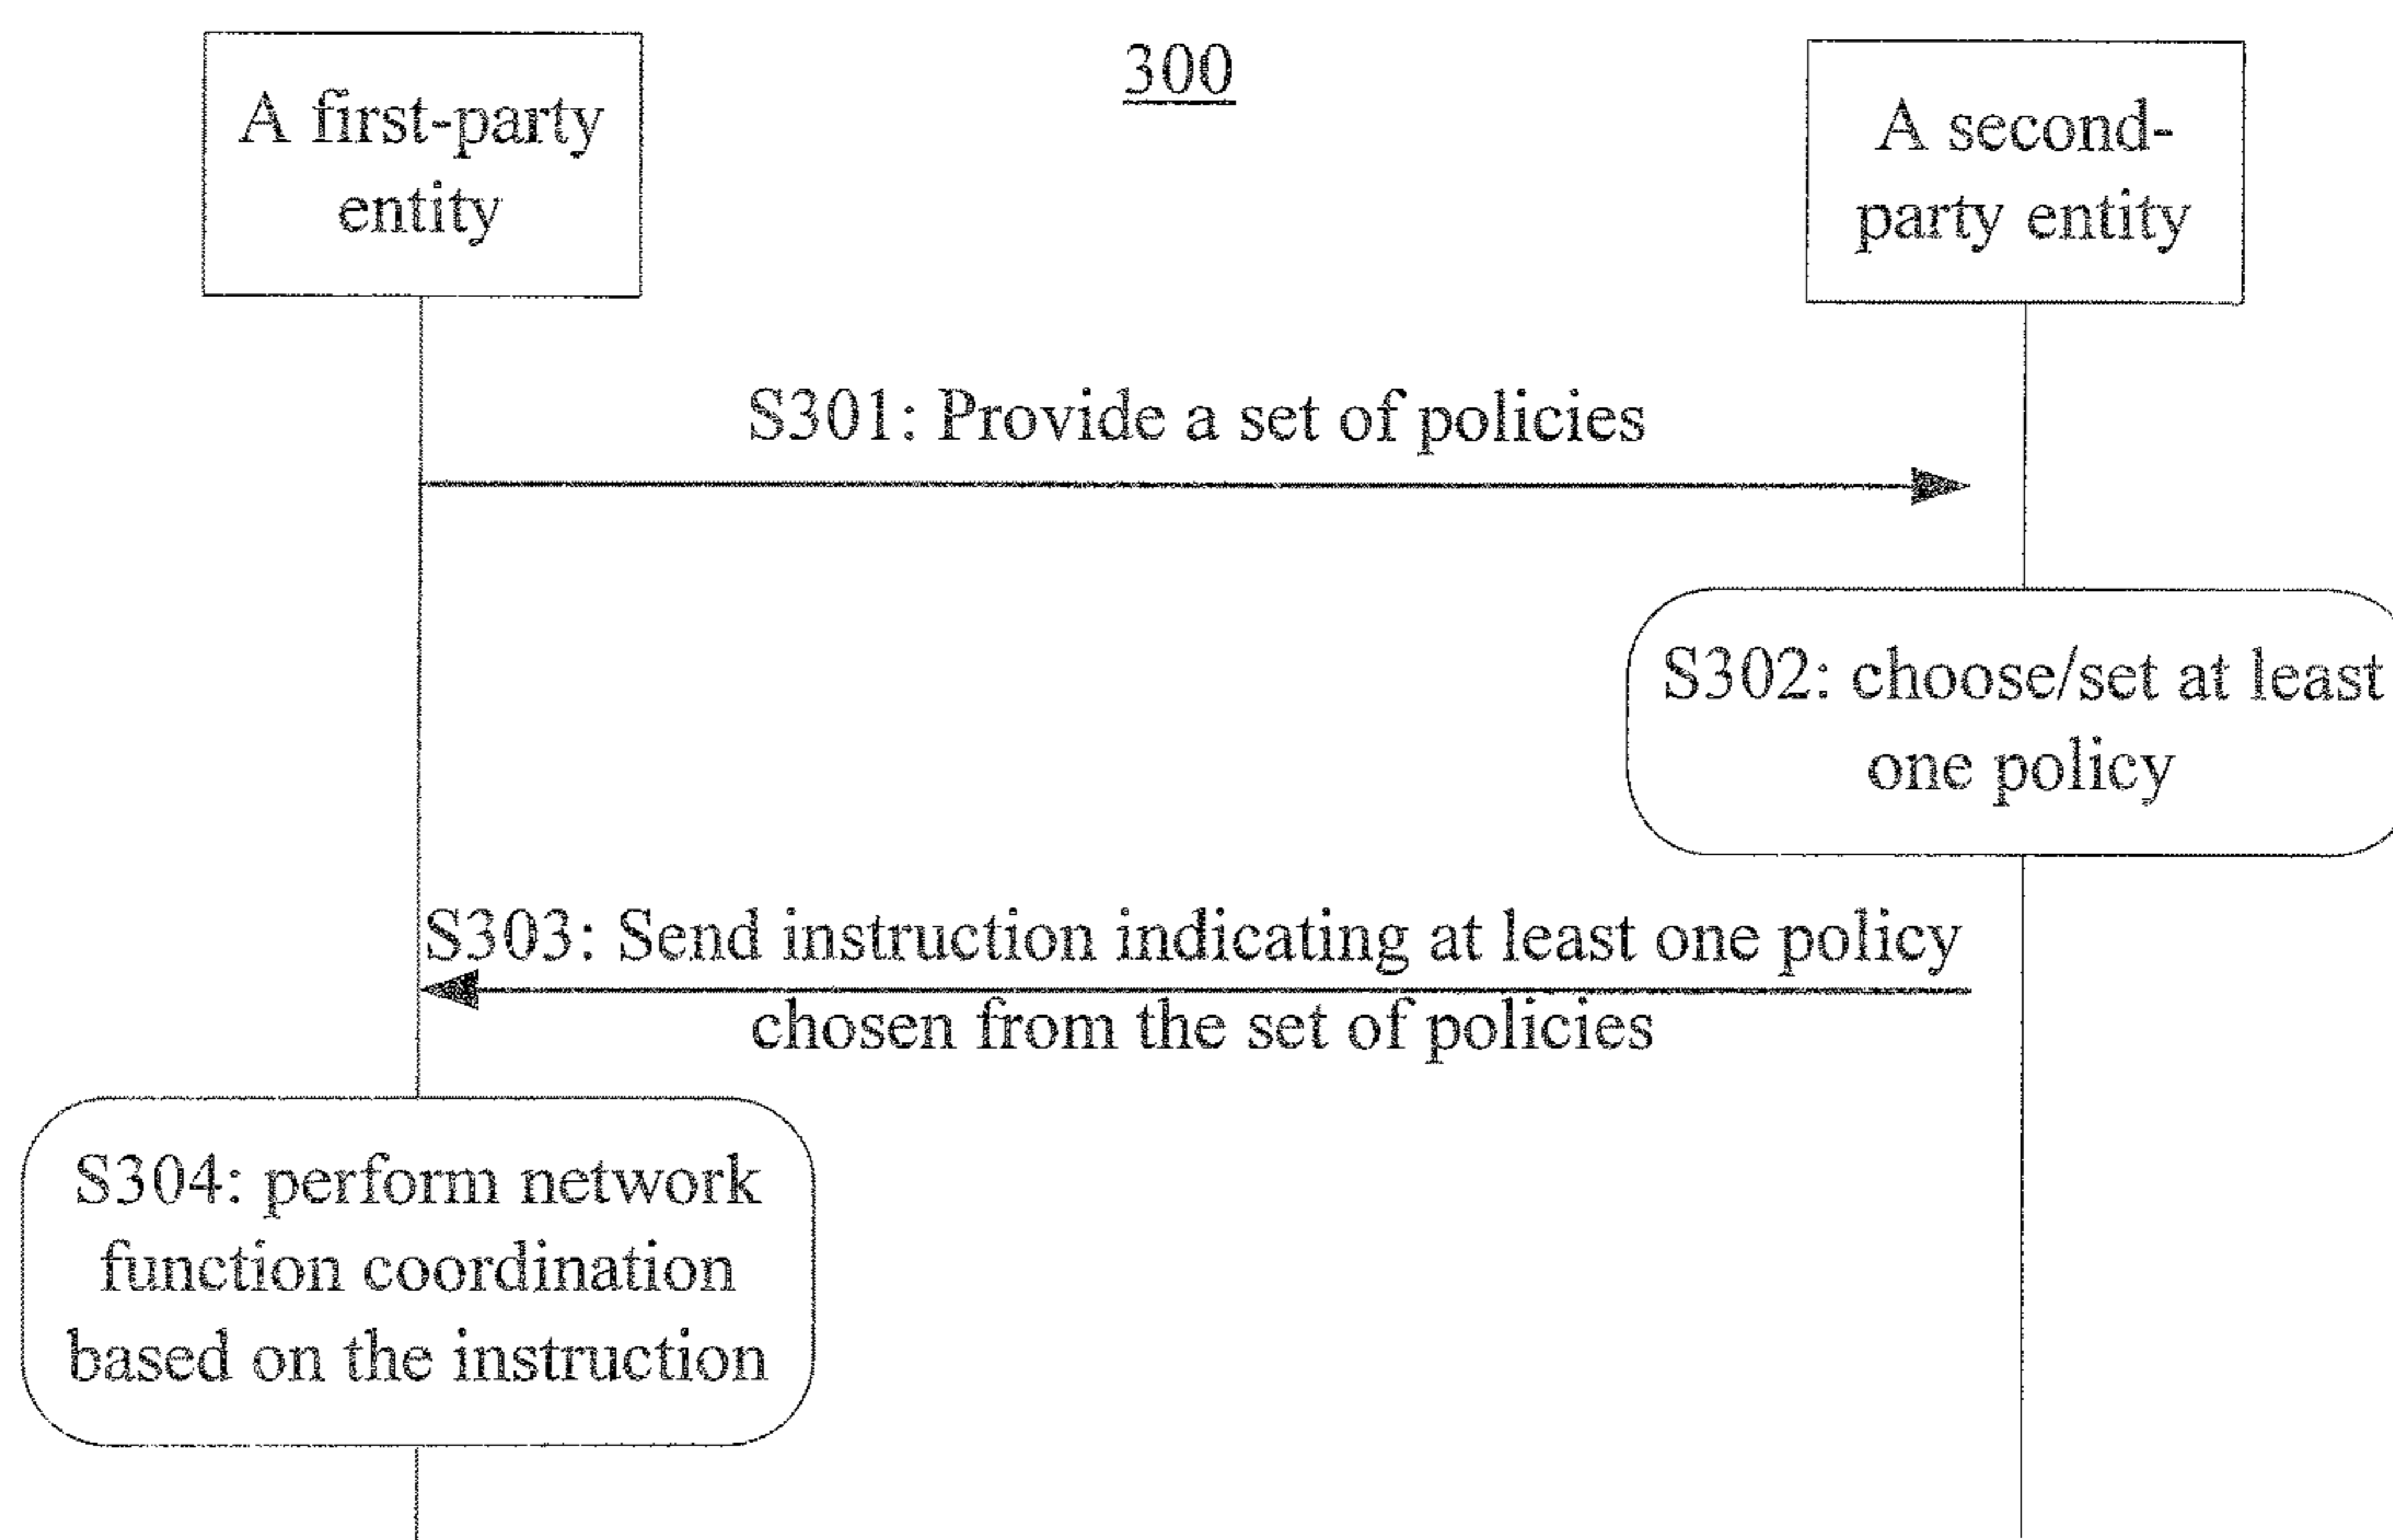 300
A first-party
entity
A second-
party entity
S301: Provide a set of policies
S302: choose/set at least
one policy
S303: Send instruction indicating at least one policy
chosen from the set of policies
S304: perform network
function coordination
based on the instruction